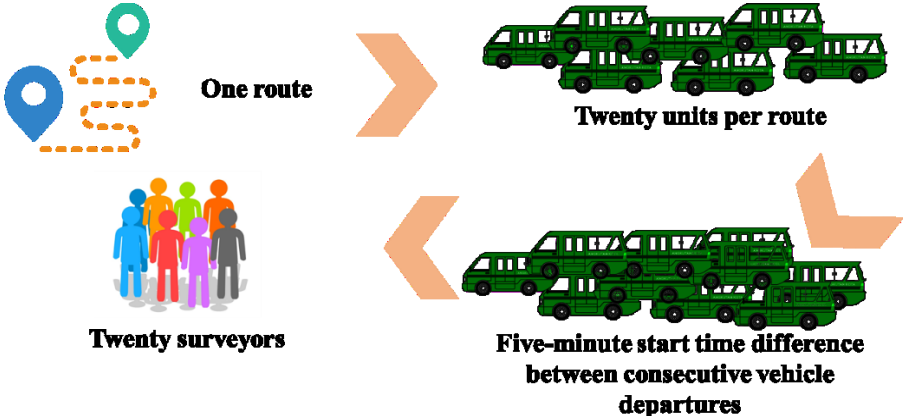 One route
Twenty units per route
Twenty surveyors
Five-minute start time difference
between consecutive vehicle
departures